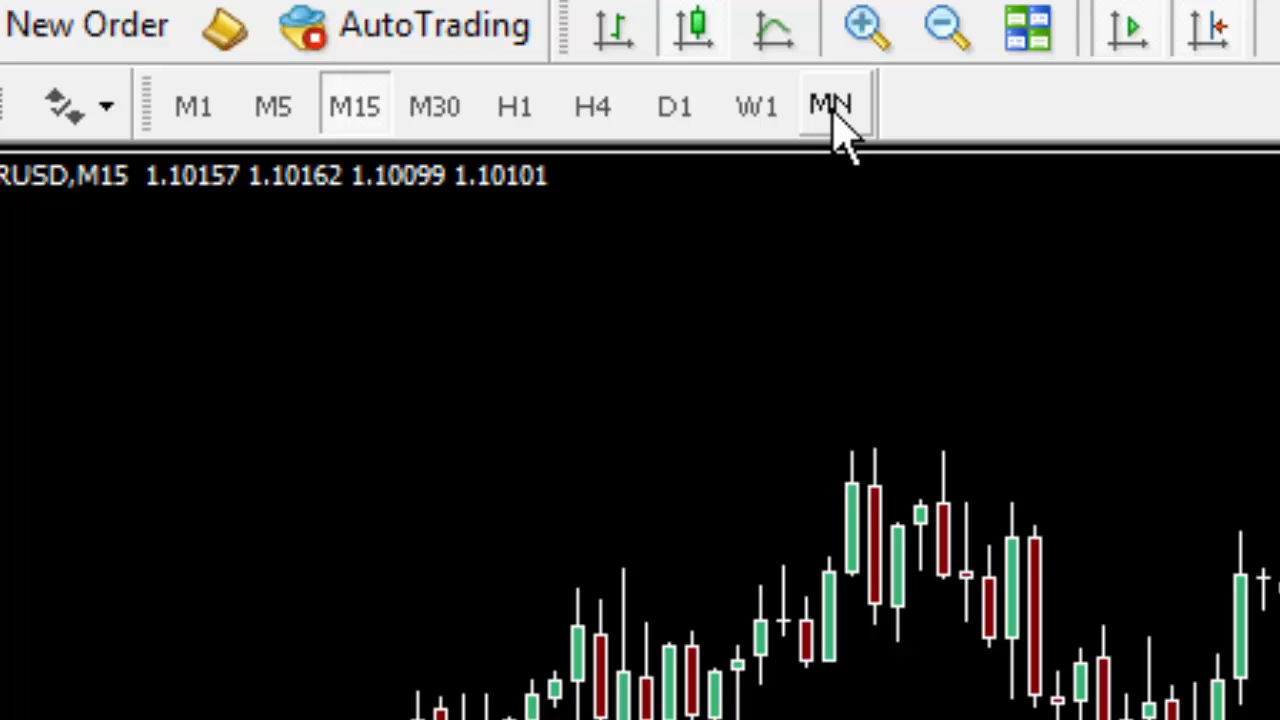 New Order AutoTrading
M1 M5 M15 M30 H1 H4 D1 W1 MN
RUSD,M15 1.10157 1.10162 1.10099 1.10101